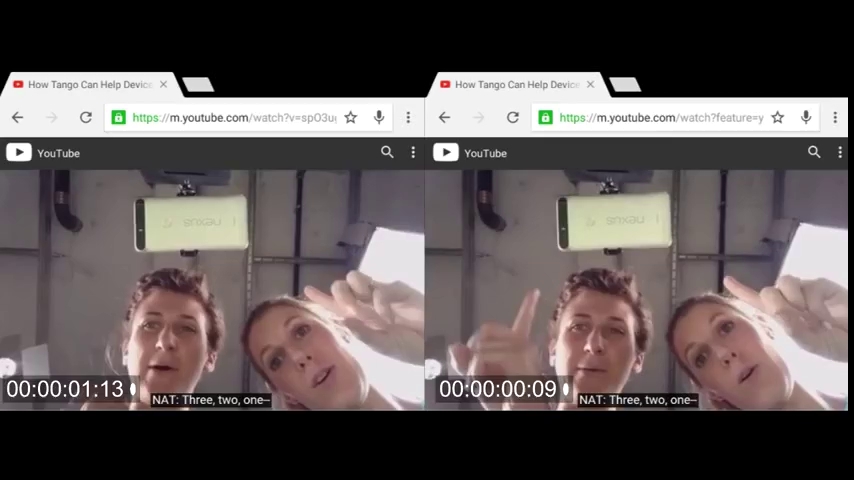 How Tango Can Help Device
How Tango Can Help Device
https://m.youtube.com/watch?v=spO3u
https://m.youtube.com/watch?feature=y
YouTube
YouTube
nexus
nexus
00:00:01:13
00:00:00:09
NAT: Three, two, one--
NAT: Three, two, one--